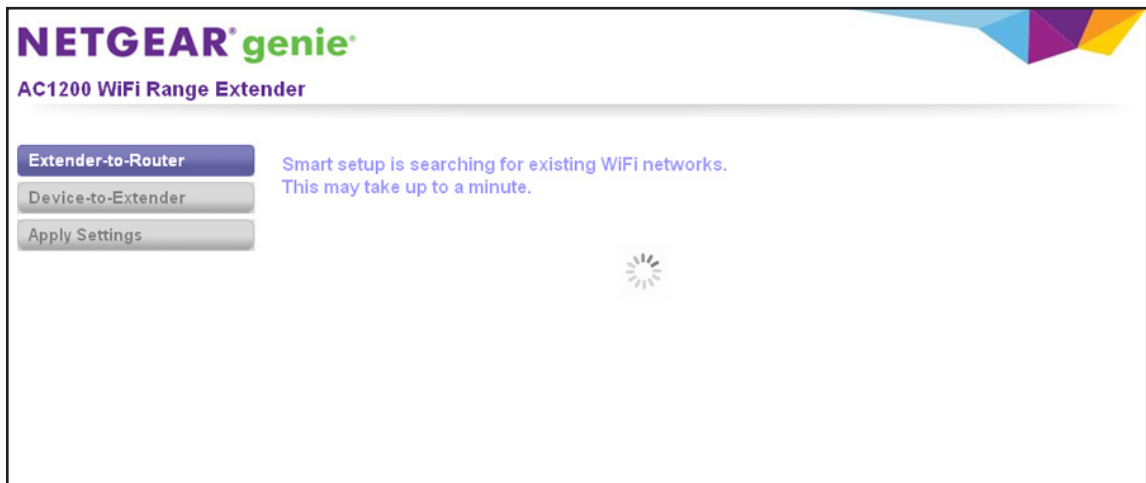 NETGEAR® genie®
AC1200 WiFi Range Extender
Extender-to-Router
Device-to-Extender
Apply Settings
Smart setup is searching for existing WiFi networks.
This may take up to a minute.